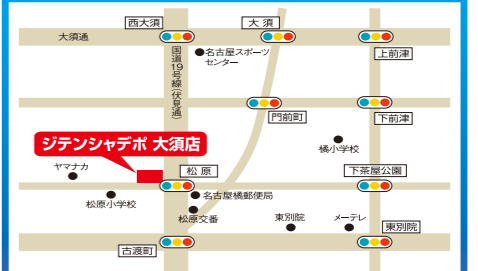 西大須
大須
大須通
国道19号線(伏見通)
名古屋スポーツ
センター
上前津
門前町
下前津
ジテンシャデポ 大須店
橘小学校
ヤマナカ
松原
下茶屋公園
松原小学校
名古屋橘郵便局
松原交番
東別院
メーテレ
東別院
古渡町